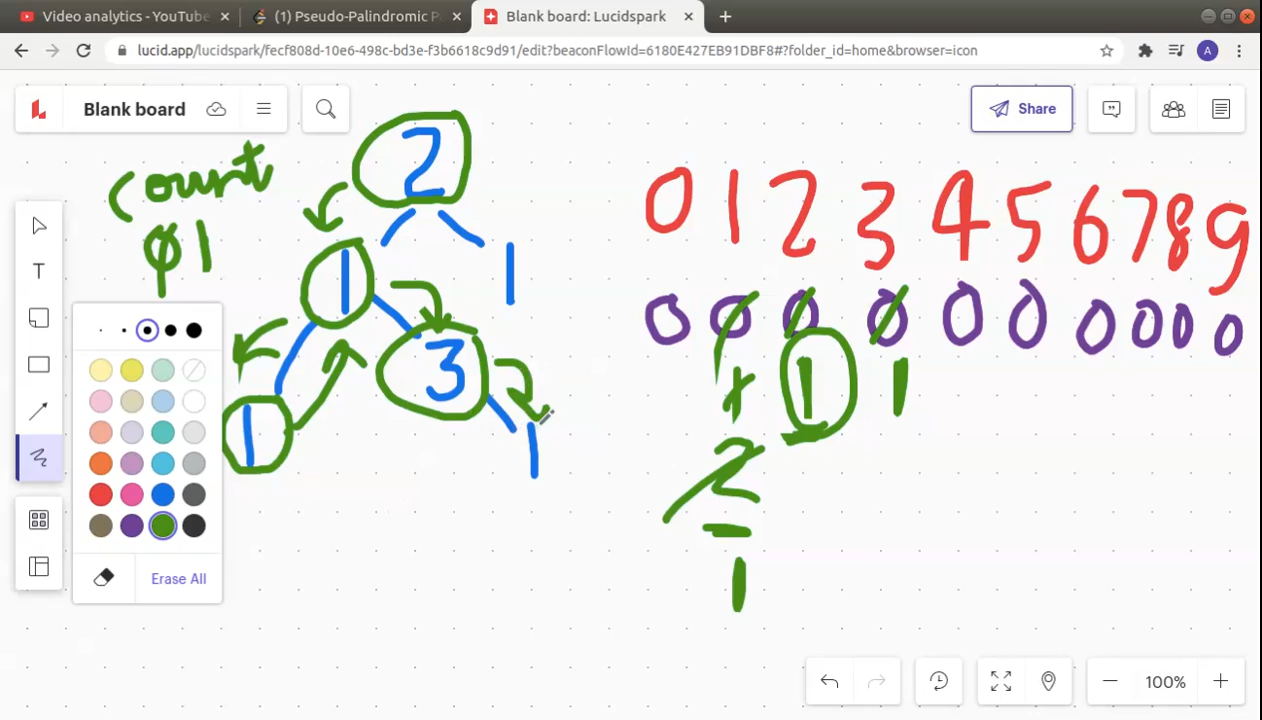 Video analytics - YouTube
(1) Pseudo-Palindromic P
Blank board: Lucidspark
lucid.app/lucidspark/fecf808d-10e6-498c-bd3e-f3b6618c9d91/edit?beaconFlowId=6180E427EB91DBF8#?folder_id=home&browser=icon
A
Blank board
Share
count
0 1
2
1 1
1 3
1
0 1 2 3 4 5 6 7 8 9
0 0 0 0 0 0 0 0 0 0
1 1 1
2
1
T
Erase All
100%